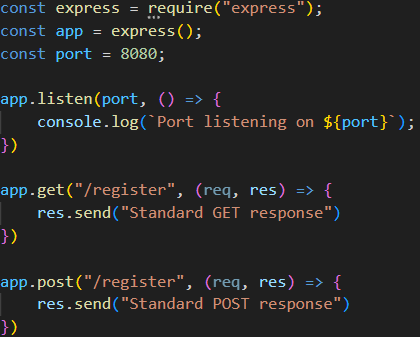 const express = require("express");
const app = express();
const port = 8080;
app.listen(port, () => {
    console.log(`Port listening on ${port}`);
})
app.get("/register", (req, res) => {
    res.send("Standard GET response")
})
app.post("/register", (req, res) => {
    res.send("Standard POST response")
})